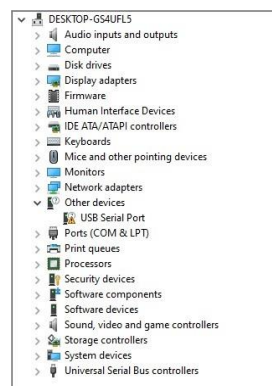 DESKTOP-GS4UFL5
Audio inputs and outputs
Computer
Disk drives
Display adapters
Firmware
Human Interface Devices
IDE ATA/ATAPI controllers
Keyboards
Mice and other pointing devices
Monitors
Network adapters
Other devices
USB Serial Port
Ports (COM & LPT)
Print queues
Processors
Security devices
Software components
Software devices
Sound, video and game controllers
Storage controllers
System devices
Universal Serial Bus controllers